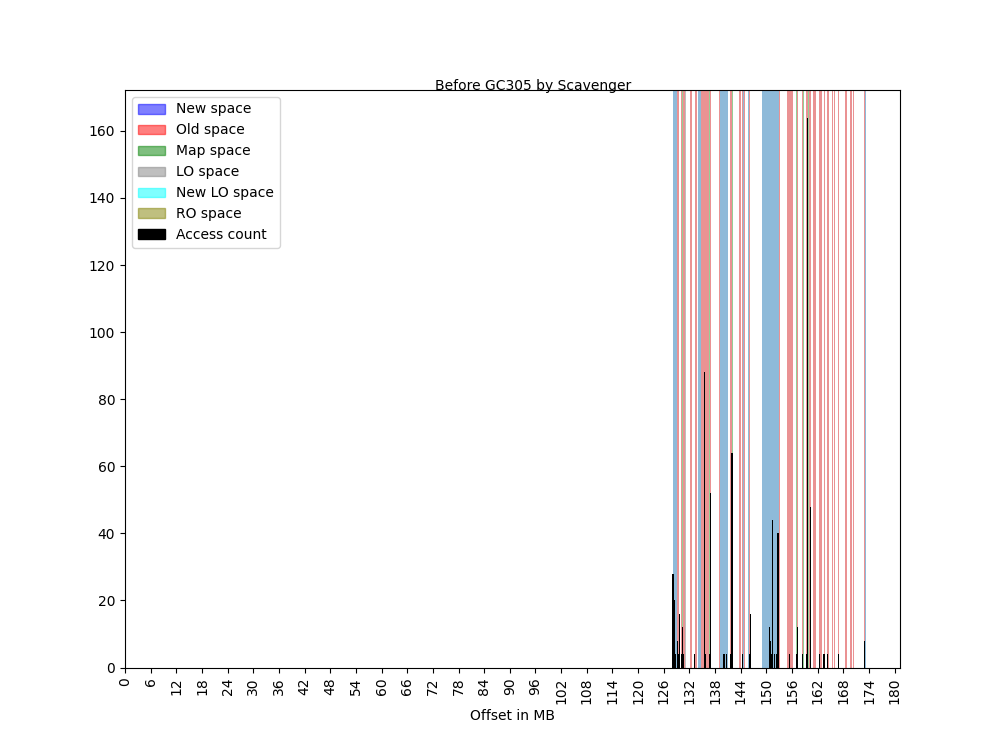 Before GC305 by Scavenger
New space
Old space
Map space
LO space
New LO space
RO space
Access count
160
140
120
100
80
60
40
20
0
0 6 12 18 24 30 36 42 48 54 60 66 72 78 84 90 96 102 108 114 120 126 132 138 144 150 156 162 168 174 180
Offset in MB